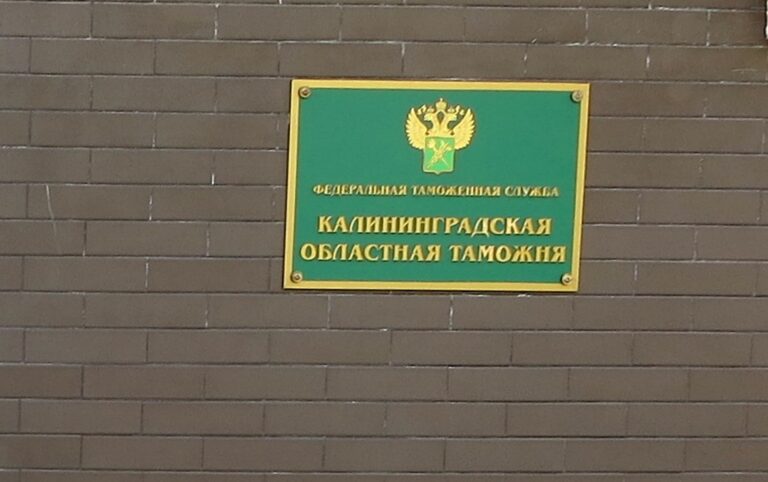 ФЕДЕРАЛЬНАЯ ТАМОЖЕННАЯ СЛУЖБА
КАЛИНИНГРАДСКАЯ
ОБЛАСТНАЯ ТАМОЖНЯ